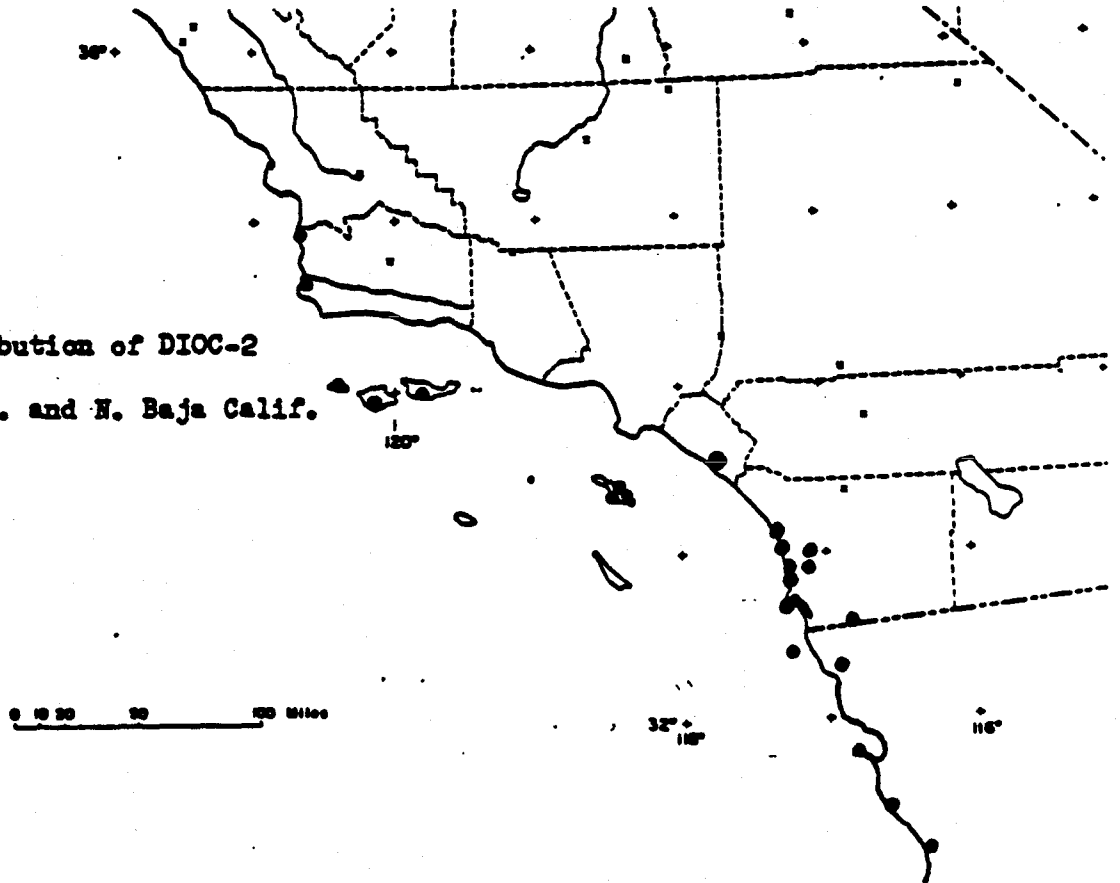 36°
bution of DIOC-2
. and N. Baja Calif.
120°
0 10 20 50 100 Miles
32°
118°
116°